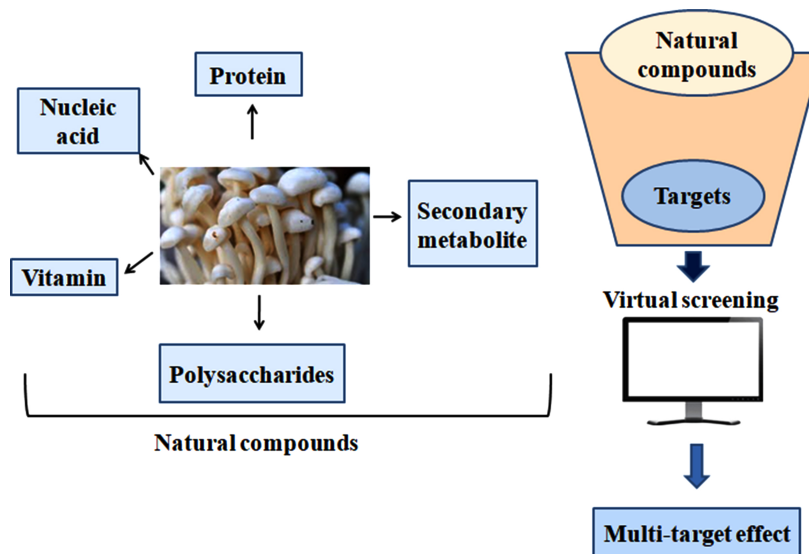 Protein
Nucleic
acid
Secondary
metabolite
Vitamin
Polysaccharides
Natural compounds
Natural
compounds
Targets
Virtual screening
Multi-target effect